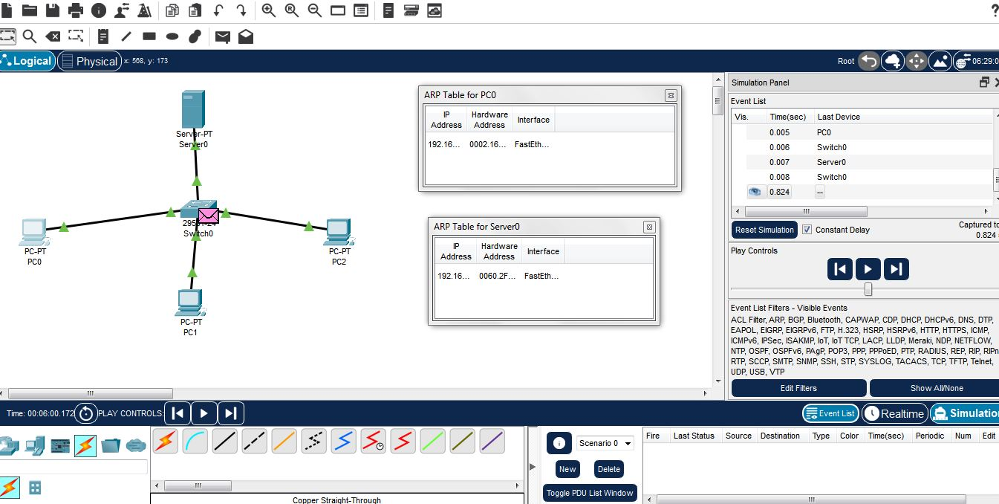 ?
Logical
Physical
x: 568, y: 173
Root
06:29:0
Server-PT
Server0
Switch0
PC-PT
PC0
PC-PT
PC2
PC-PT
PC1
ARP Table for PC0
IP Address Hardware Address Interface
192.16... 0002.16... FastEth...
ARP Table for Server0
IP Address Hardware Address Interface
192.16... 0060.2F... FastEth...
Simulation Panel
Event List
Vis. Time(sec) Last Device
0.005 PC0
0.006 Switch0
0.007 Server0
0.008 Switch0
0.824 --
Reset Simulation
Constant Delay
Captured to
0.824 s
Play Controls
Event List Filters - Visible Events
ACL Filter, ARP, BGP, Bluetooth, CAPWAP, CDP, DHCP, DHCPv6, DNS, DTP,
EAPOL, EIGRP, EIGRPv6, FTP, H.323, HSRP, HSRPv6, HTTP, HTTPS, ICMP,
ICMPv6, IPSec, ISAKMP, IoT, IoT TCP, LACP, LLDP, Meraki, NDP, NETFLOW,
NTP, OSPF, OSPFv6, PAgP, POP3, PPP, PPPoED, PTP, RADIUS, REP, RIP, RIPn
RTP, SCCP, SMTP, SNMP, SSH, STP, SYSLOG, TACACS, TCP, TFTP, Telnet,
UDP, USB, VTP
Edit Filters
Show All/None
Time: 00:06:00.172
PLAY CONTROLS:
Event List
Realtime
Simulation
Scenario 0
New
Delete
Toggle PDU List Window
Fire Last Status Source Destination Type Color Time(sec) Periodic Num Edit
Copper Straight-Through